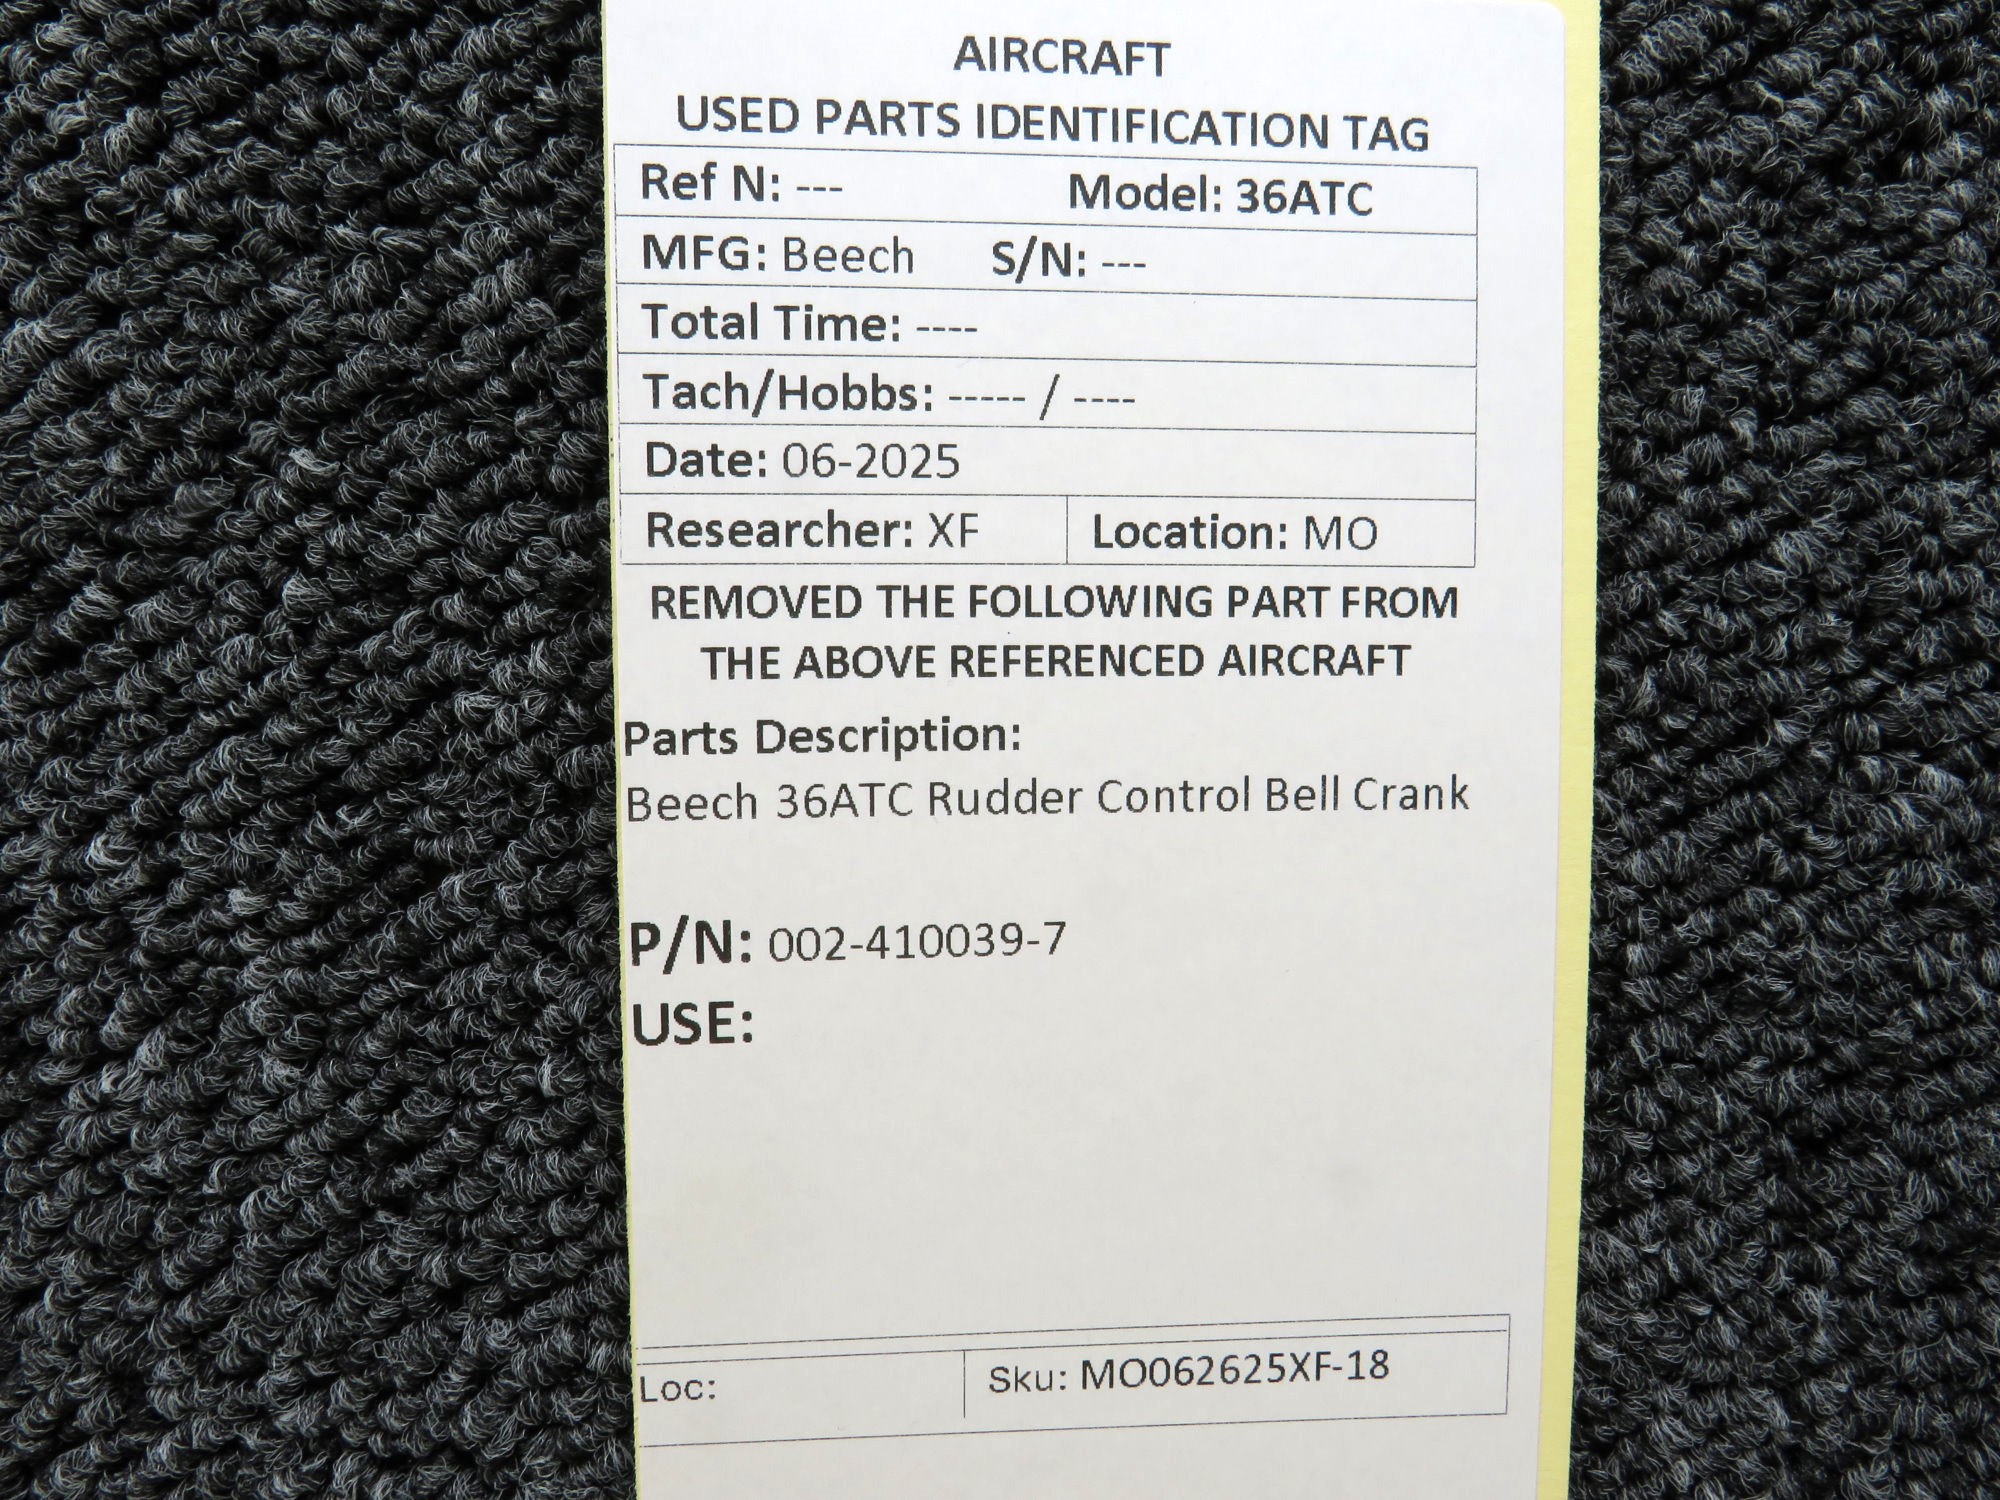 AIRCRAFT
USED PARTS IDENTIFICATION TAG
Ref N: --- Model: 36ATC
MFG: Beech S/N: ---
Total Time: ----
Tach/Hobbs: ----- / ----
Date: 06-2025
Researcher: XF Location: MO
REMOVED THE FOLLOWING PART FROM
THE ABOVE REFERENCED AIRCRAFT
Parts Description:
Beech 36ATC Rudder Control Bell Crank
P/N: 002-410039-7
USE:
Loc: Sku: MO062625XF-18